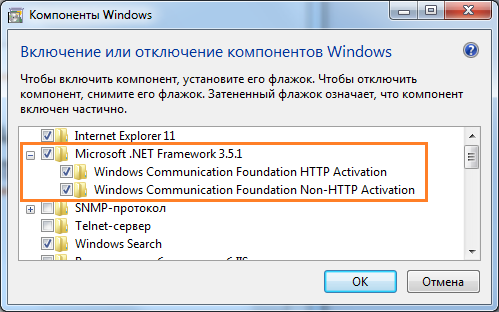 Компоненты Windows
Включение или отключение компонентов Windows
Чтобы включить компонент, установите его флажок. Чтобы отключить
компонент, снимите его флажок. Затененный флажок означает, что компонент
включен частично.
Internet Explorer 11
Microsoft .NET Framework 3.5.1
Windows Communication Foundation HTTP Activation
Windows Communication Foundation Non-HTTP Activation
SNMP-протокол
Telnet-сервер
Windows Search
OK
Отмена